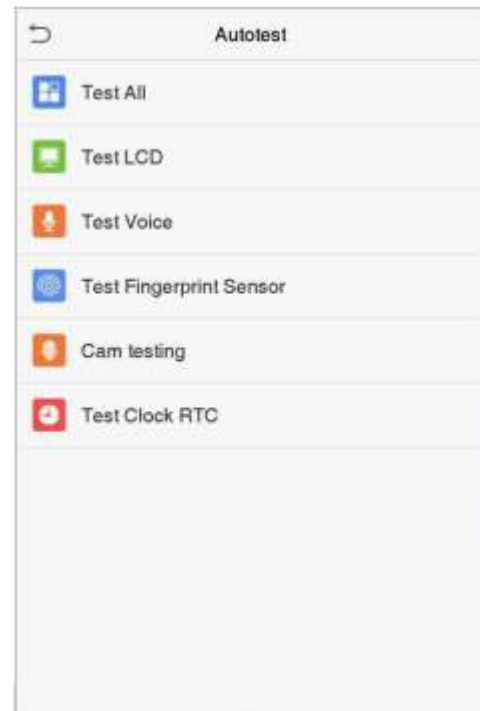 Autotest
Test All
Test LCD
Test Voice
Test Fingerprint Sensor
Cam testing
Test Clock RTC